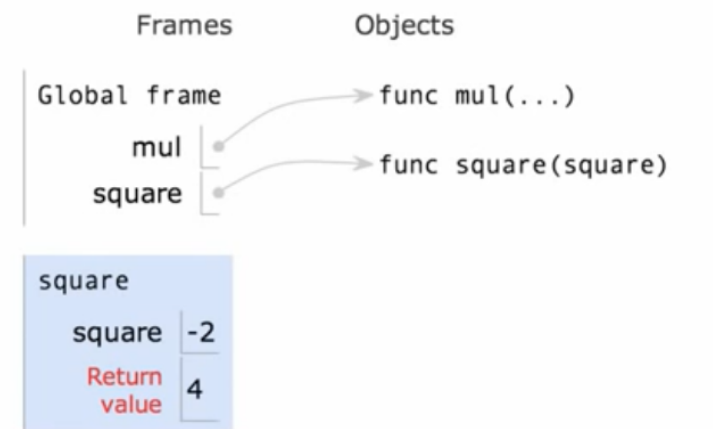 Frames Objects
Global frame func mul(...)
mul
func square(square)
square
square
square -2
Return
value 4